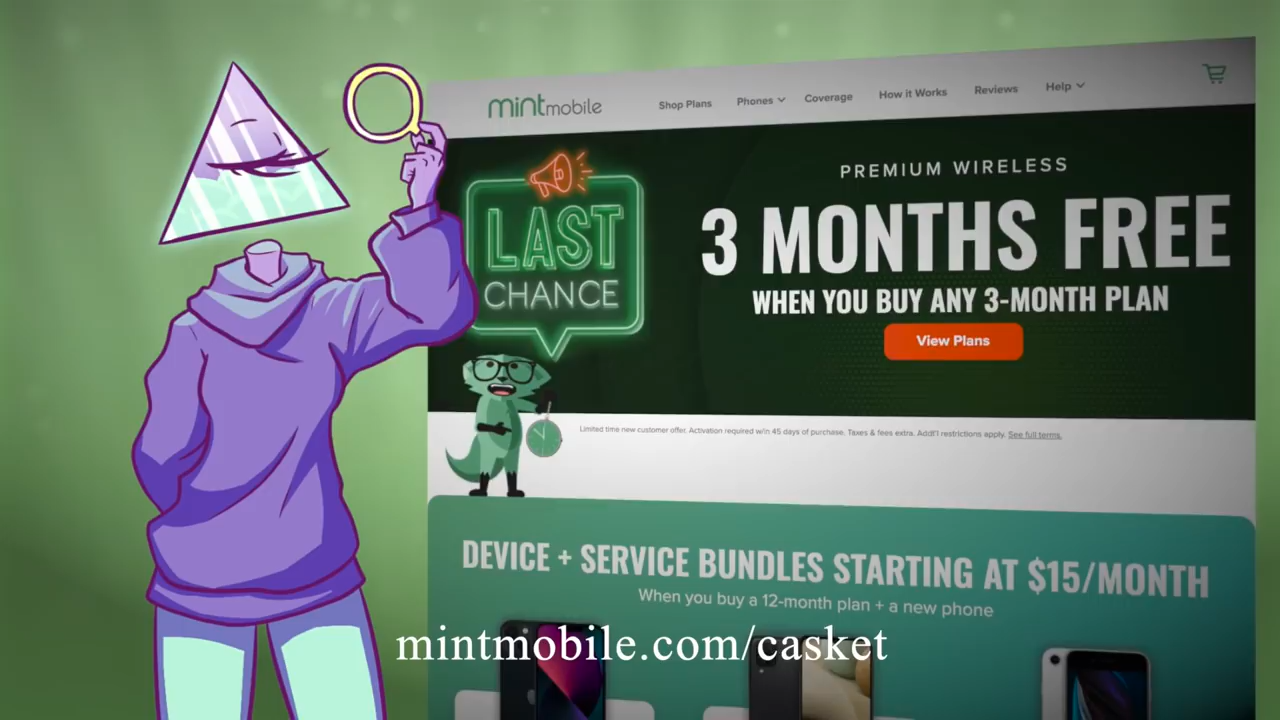 mintmobile
Shop Plans
Phones
Coverage
How it Works
Reviews
Help
LAST
CHANCE
PREMIUM WIRELESS
3 MONTHS FREE
WHEN YOU BUY ANY 3-MONTH PLAN
View Plans
Limited time new customer offer. Activation required w/in 45 days of purchase. Taxes & fees extra. Addt'l restrictions apply. See full terms.
DEVICE + SERVICE BUNDLES STARTING AT $15/MONTH
When you buy a 12-month plan + a new phone
mintmobile.com/casket